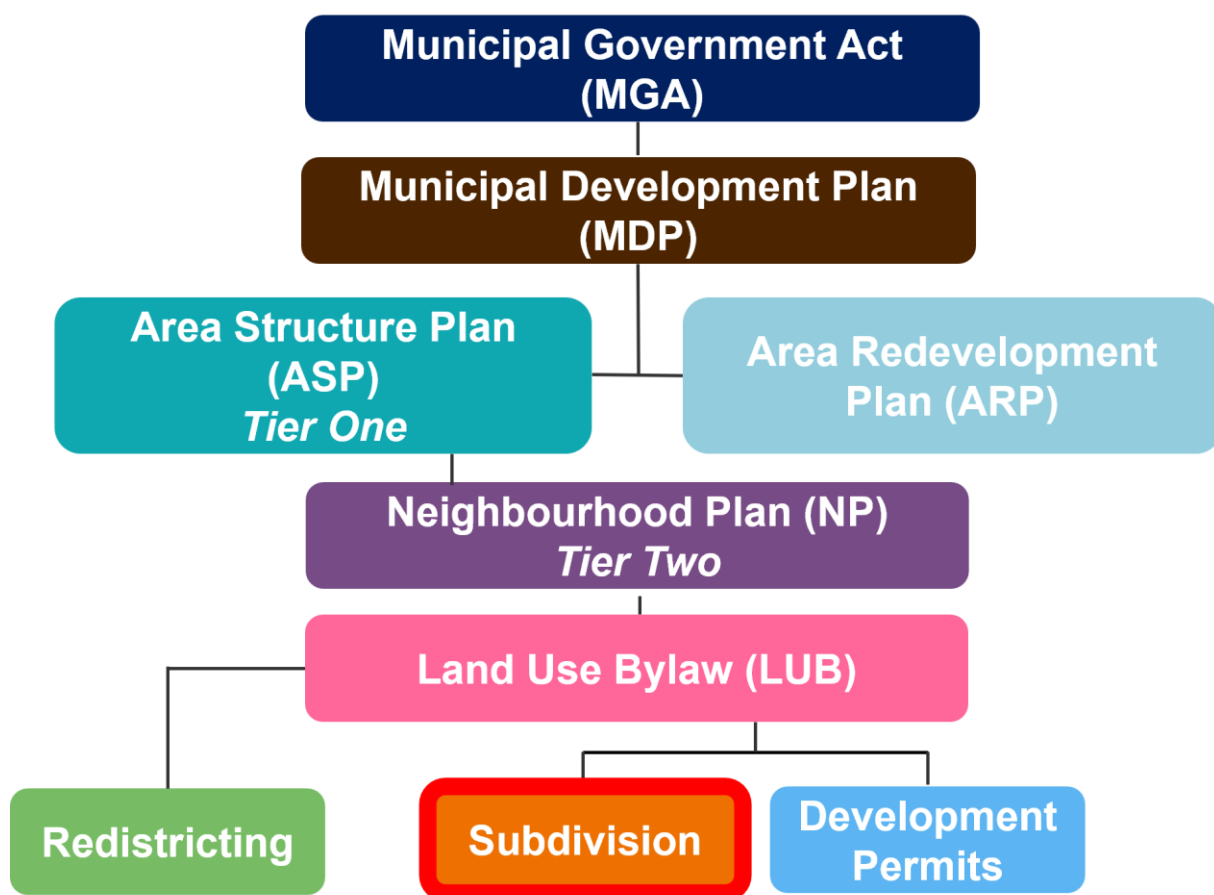 Municipal Government Act
(MGA)
Municipal Development Plan
(MDP)
Area Structure Plan
(ASP)
Tier One
Area Redevelopment
Plan (ARP)
Neighbourhood Plan (NP)
Tier Two
Land Use Bylaw (LUB)
Redistricting
Subdivision
Development
Permits